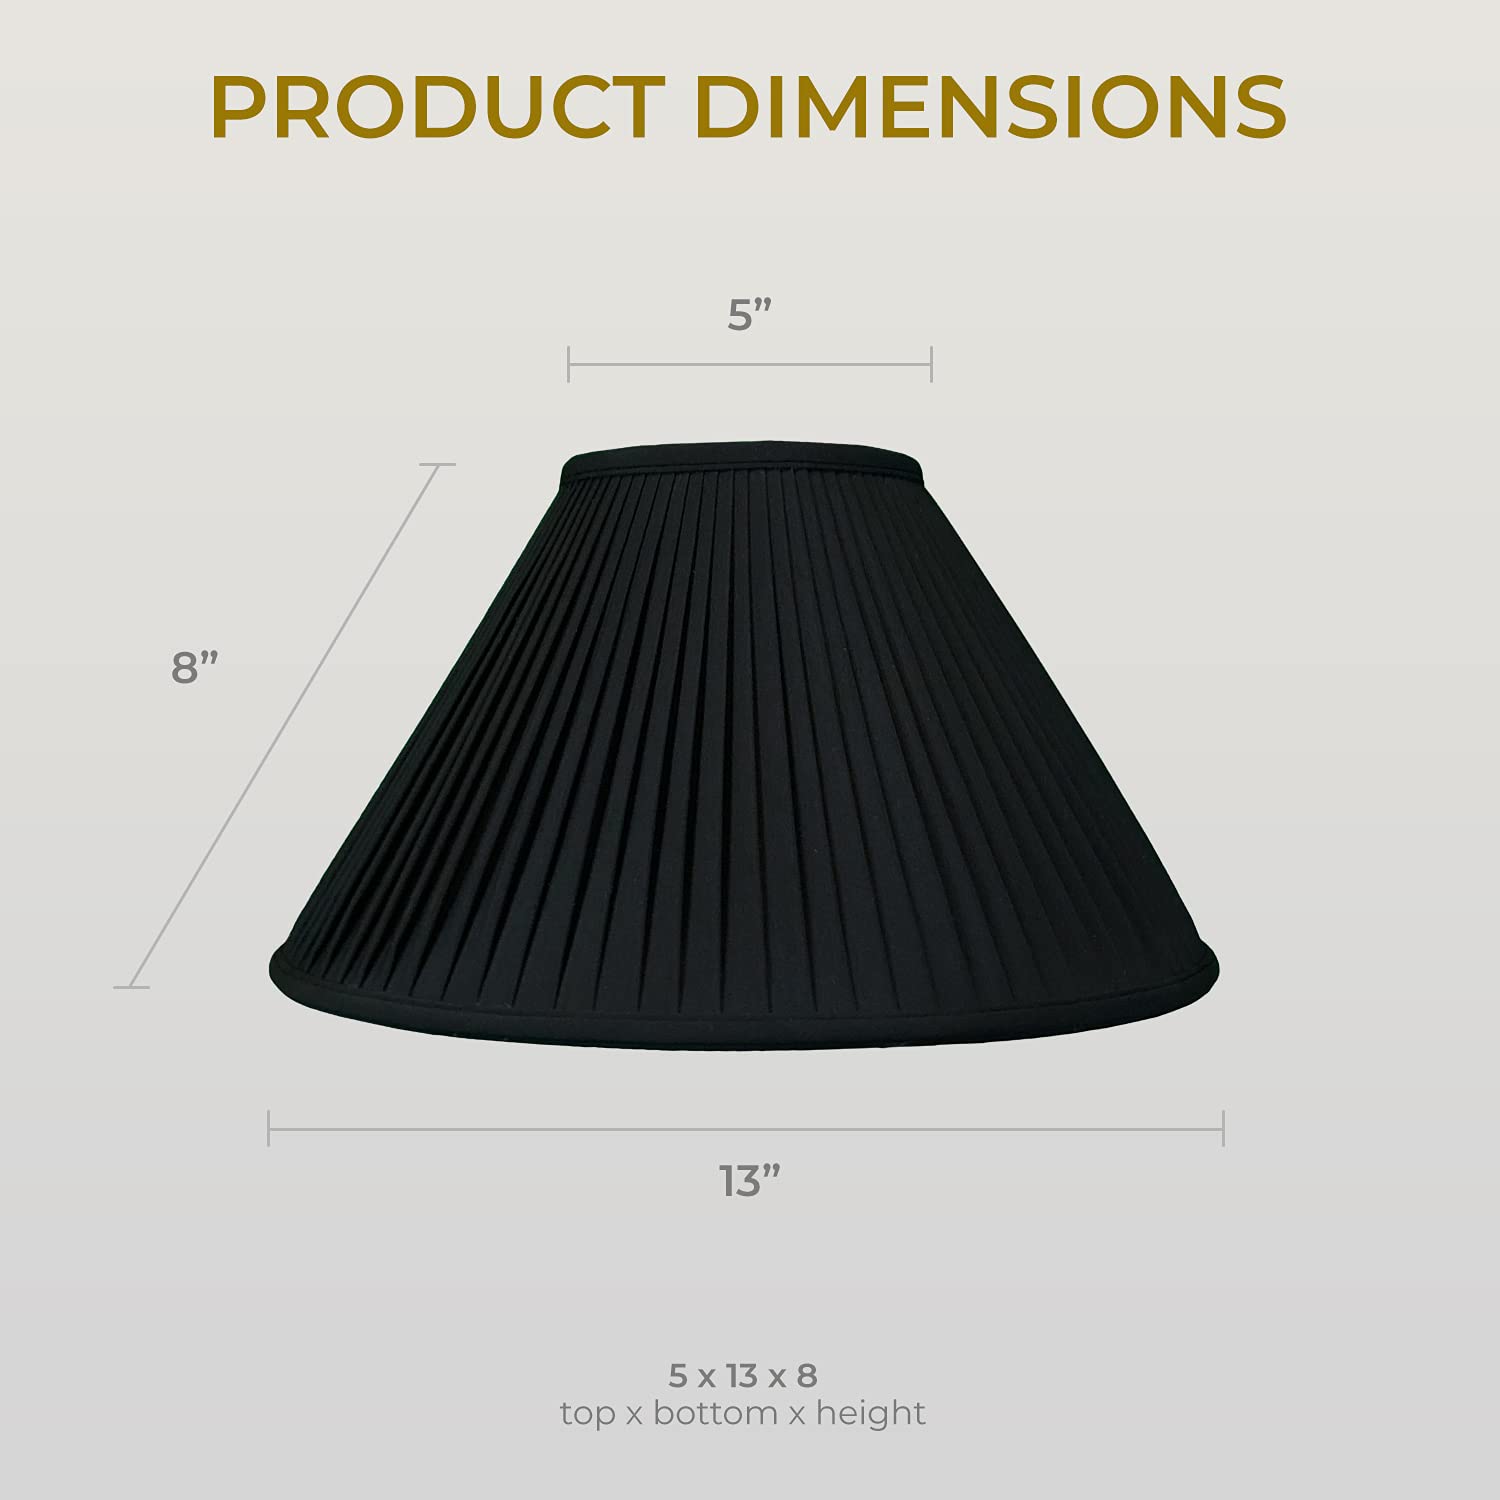 PRODUCT DIMENSIONS
5”
8”
13”
5 x 13 x 8
top x bottom x height